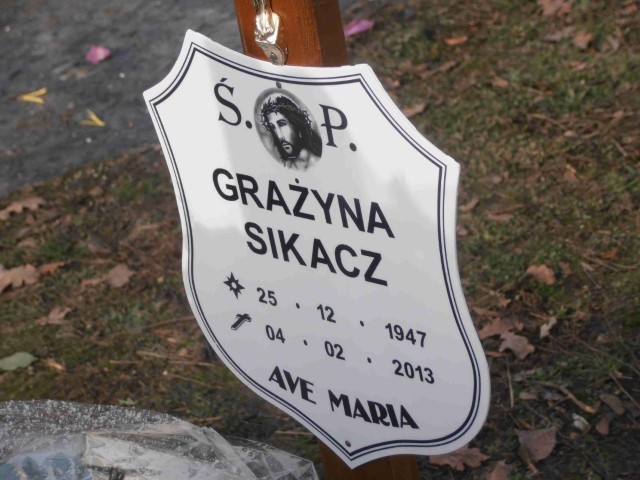 Ś. P.
GRAŻYNA
SIKACZ
25 · 12 · 1947
04 · 02 · 2013
AVE MARIA